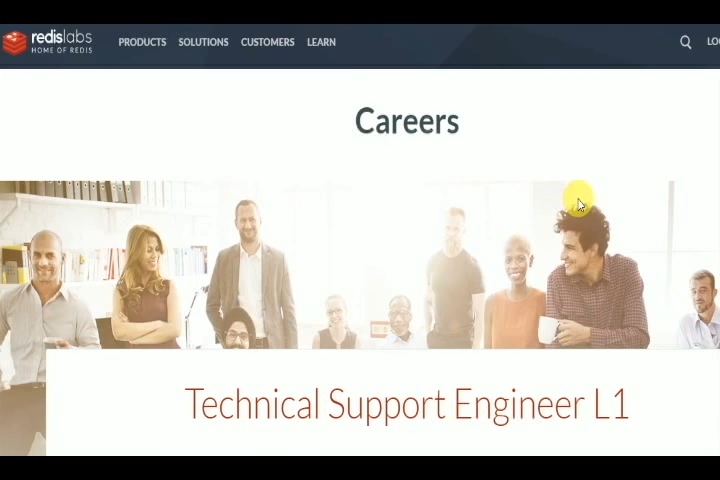 redislabs
HOME OF REDIS
PRODUCTS SOLUTIONS CUSTOMERS LEARN
Careers
Technical Support Engineer L1